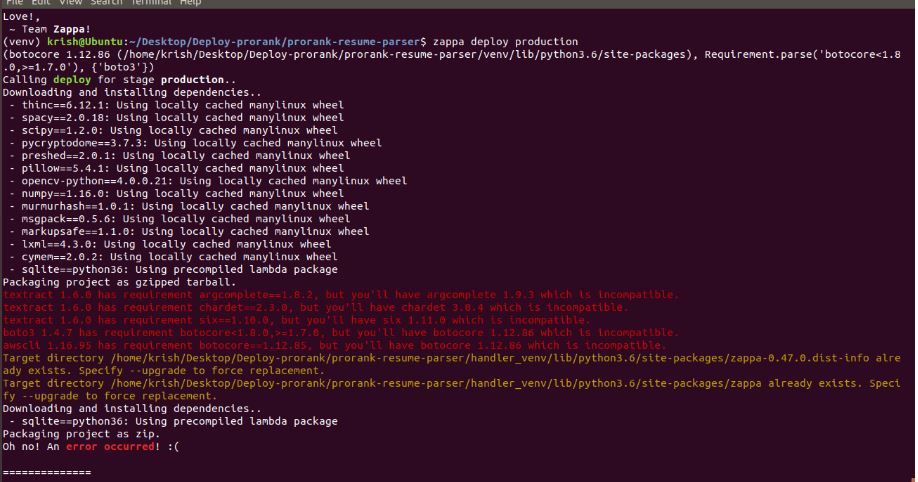 File Edit View Search Terminal Help
Love!,
~ Team Zappa!
(venv) krish@Ubuntu:~/Desktop/Deploy-prorank/prorank-resume-parser$ zappa deploy production
(botocore 1.12.86 (/home/krish/Desktop/Deploy-prorank/prorank-resume-parser/venv/lib/python3.6/site-packages), Requirement.parse('botocore<1.8
.0,>=1.7.0'), {'boto3'})
Calling deploy for stage production..
Downloading and installing dependencies..
- thinc==6.12.1: Using locally cached manylinux wheel
- spacy==2.0.18: Using locally cached manylinux wheel
- scipy==1.2.0: Using locally cached manylinux wheel
- pycryptodome==3.7.3: Using locally cached manylinux wheel
- preshed==2.0.1: Using locally cached manylinux wheel
- pillow==5.4.1: Using locally cached manylinux wheel
- opencv-python==4.0.0.21: Using locally cached manylinux wheel
- numpy==1.16.0: Using locally cached manylinux wheel
- murmurhash==1.0.1: Using locally cached manylinux wheel
- msgpack==0.5.6: Using locally cached manylinux wheel
- markupsafe==1.1.0: Using locally cached manylinux wheel
- lxml==4.3.0: Using locally cached manylinux wheel
- cymem==2.0.2: Using locally cached manylinux wheel
- sqlite==python36: Using precompiled lambda package
Packaging project as gzipped tarball.
textract 1.6.0 has requirement argcomplete==1.8.2, but you'll have argcomplete 1.9.3 which is incompatible.
textract 1.6.0 has requirement chardet==2.3.0, but you'll have chardet 3.0.4 which is incompatible.
textract 1.6.0 has requirement six==1.10.0, but you'll have six 1.11.0 which is incompatible.
boto3 1.4.7 has requirement botocore<1.8.0,>=1.7.0, but you'll have botocore 1.12.86 which is incompatible.
awscli 1.16.95 has requirement botocore==1.12.85, but you'll have botocore 1.12.86 which is incompatible.
Target directory /home/krish/Desktop/Deploy-prorank/prorank-resume-parser/handler_venv/lib/python3.6/site-packages/zappa-0.47.0.dist-info alre
ady exists. Specify --upgrade to force replacement.
Target directory /home/krish/Desktop/Deploy-prorank/prorank-resume-parser/handler_venv/lib/python3.6/site-packages/zappa already exists. Speci
fy --upgrade to force replacement.
Downloading and installing dependencies..
- sqlite==python36: Using precompiled lambda package
Packaging project as zip.
Oh no! An error occurred! :(
==============